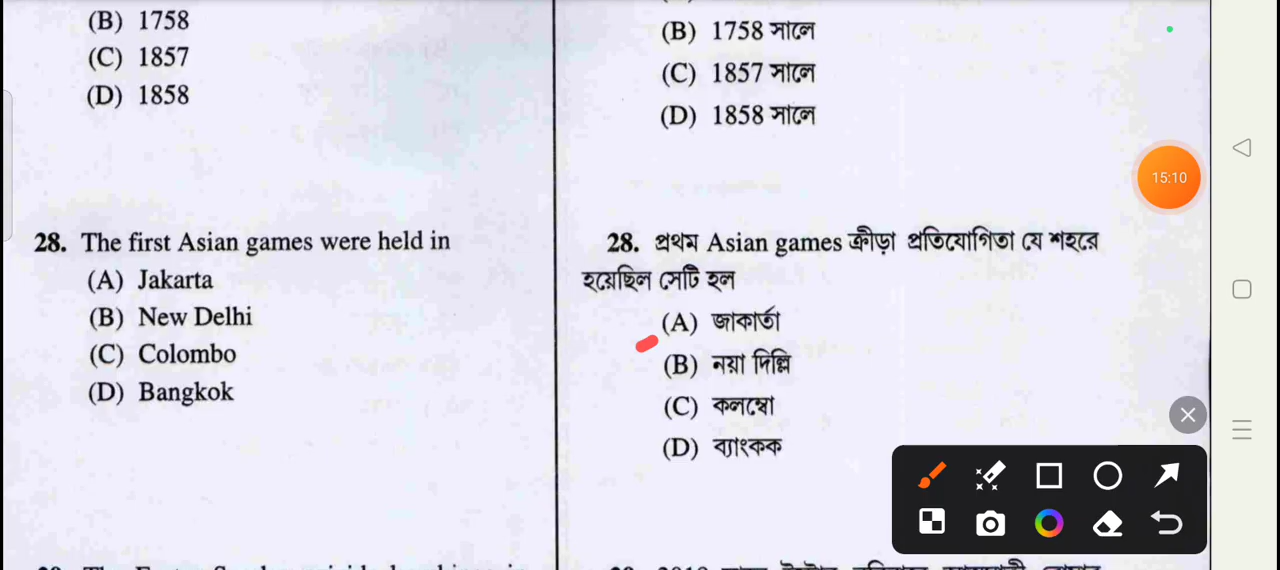 (B) 1758
(C) 1857
(D) 1858
28. The first Asian games were held in
(A) Jakarta
(B) New Delhi
(C) Colombo
(D) Bangkok
(B) 1758 সালে
(C) 1857 সালে
(D) 1858 সালে
28. প্রথম Asian games ক্রীড়া প্রতিযোগিতা যে শহরে
হয়েছিল সেটি হল
(A) জাকার্তা
(B) নয়া দিল্লি
(C) কলম্বো
(D) ব্যাংকক
15:10